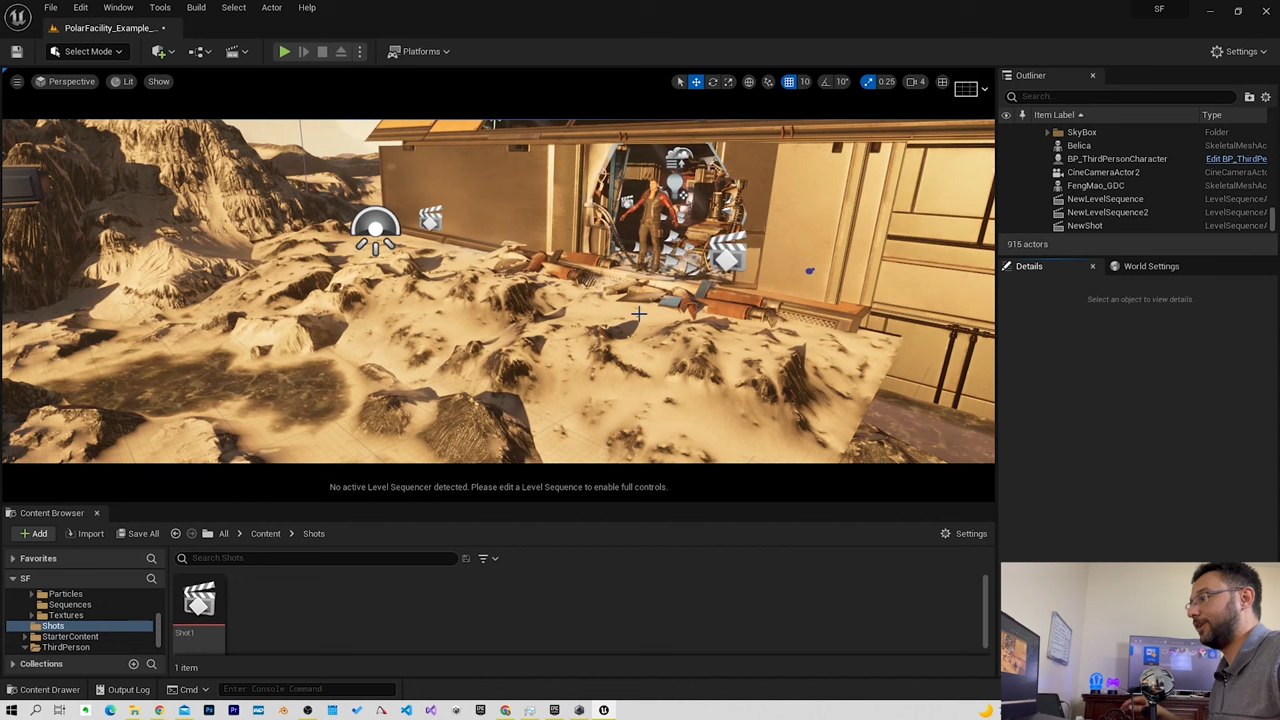 File Edit Window Tools Build Select Actor Help SF
PolarFacility_Example_... •
Select Mode Platforms Settings
Perspective Lit Show 10 10° 0.25 4
Outliner
Search...
Item Label Type
SkyBox Folder
Belica SkeletalMeshAc
BP_ThirdPersonCharacter Edit BP_ThirdPe
CineCameraActor2 CineCameraActo
FengMao_GDC SkeletalMeshAc
NewLevelSequence LevelSequenceA
NewLevelSequence2 LevelSequenceA
NewShot LevelSequenceA
915 actors
Details World Settings
Select an object to view details.
No active Level Sequencer detected. Please edit a Level Sequence to enable full controls.
Content Browser
Add Import Save All All Content Shots Settings
Favorites
Search Shots
SF
Particles
Sequences
Textures
Shots
StarterContent
ThirdPerson
Shot1
Collections
1 item
Content Drawer Output Log Cmd Enter Console Command